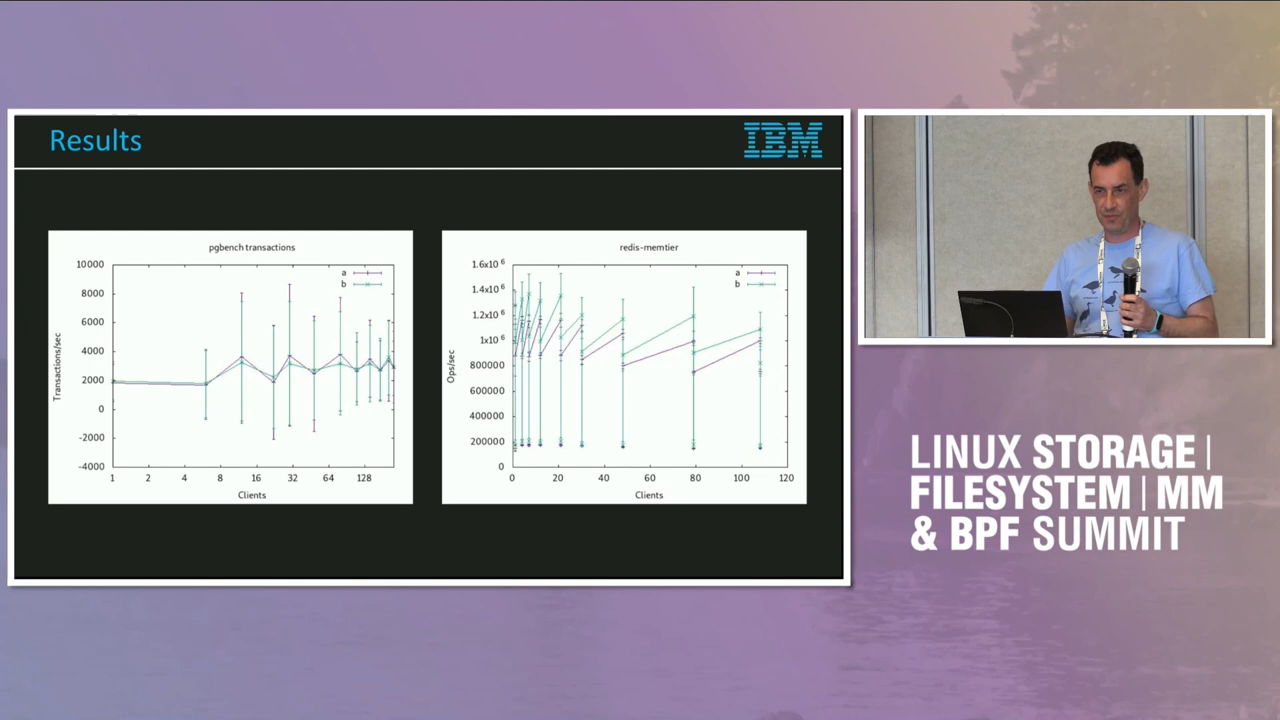 Results
IBM
pgbench transactions
a
b
10000
8000
6000
4000
2000
0
-2000
-4000
Transactions/sec
1 2 4 8 16 32 64 128
Clients
redis-memtier
a
b
1.6x10 6
1.4x10 6
1.2x10 6
1x10 6
800000
600000
400000
200000
0
Ops/sec
0 20 40 60 80 100 120
Clients
LINUX STORAGE |
FILESYSTEM | MM
& BPF SUMMIT